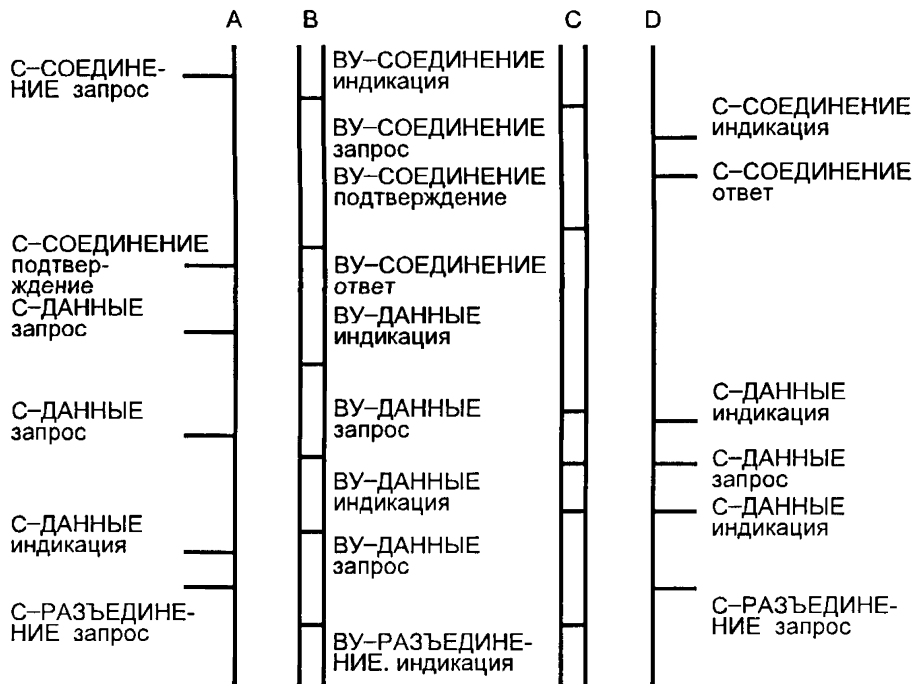 A B C D
С–СОЕДИНЕ-
НИЕ запрос
С–СОЕДИНЕНИЕ
подтвер-
ждение
С–ДАННЫЕ
запрос
С–ДАННЫЕ
запрос
С–ДАННЫЕ
индикация
С–РАЗЪЕДИНЕ-
НИЕ запрос
ВУ–СОЕДИНЕНИЕ
индикация
ВУ–СОЕДИНЕНИЕ
запрос
ВУ–СОЕДИНЕНИЕ
подтверждение
ВУ–СОЕДИНЕНИЕ
ответ
ВУ–ДАННЫЕ
индикация
ВУ–ДАННЫЕ
запрос
ВУ–ДАННЫЕ
индикация
ВУ–ДАННЫЕ
запрос
ВУ–РАЗЪЕДИНЕ-
НИЕ. индикация
С–СОЕДИНЕНИЕ
индикация
С–СОЕДИНЕНИЕ
ответ
С–ДАННЫЕ
индикация
С–ДАННЫЕ
запрос
С–ДАННЫЕ
индикация
С–РАЗЪЕДИНЕ-
НИЕ запрос